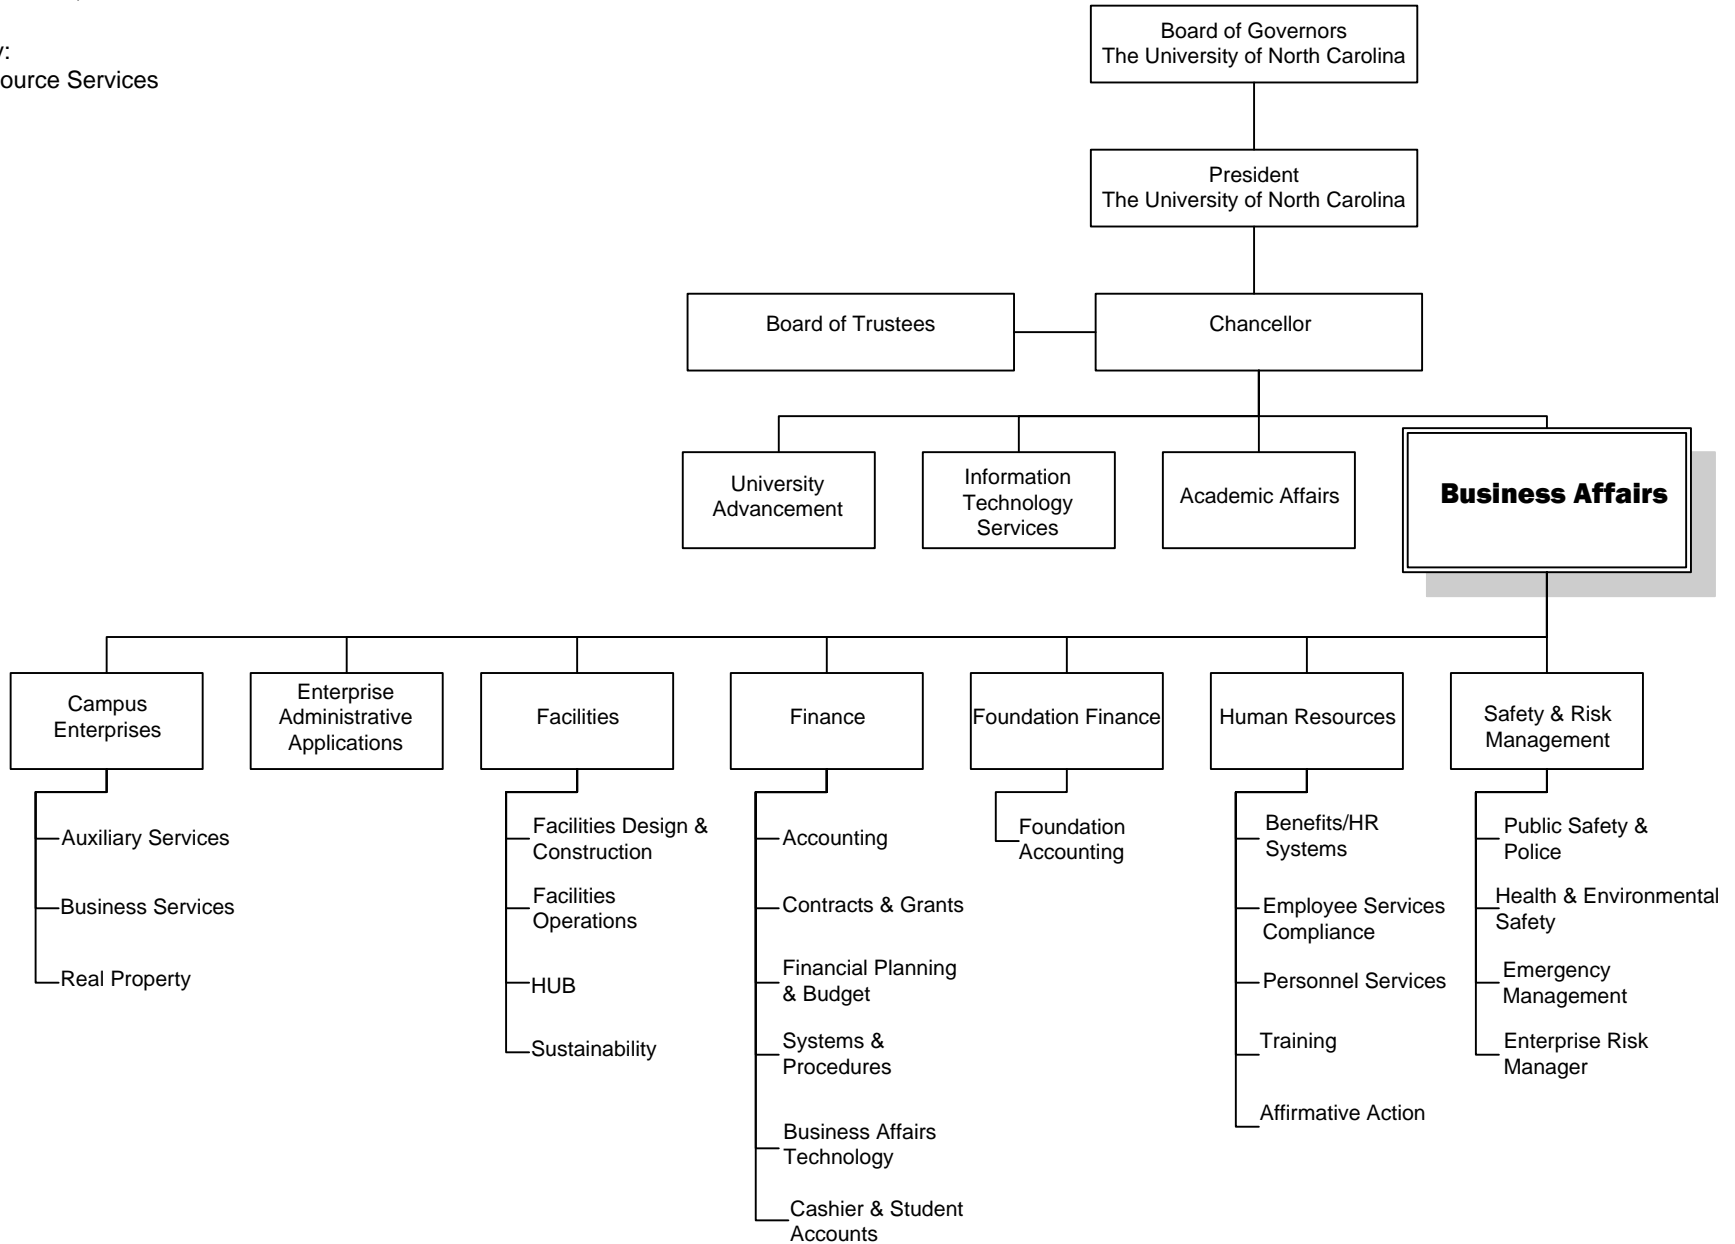 y:
ource Services
Board of Governors
The University of North Carolina
President
The University of North Carolina
Board of Trustees
Chancellor
University
Advancement
Information
Technology
Services
Academic Affairs
Business Affairs
Campus
Enterprises
Enterprise
Administrative
Applications
Facilities
Finance
Foundation Finance
Human Resources
Safety & Risk
Management
Auxiliary Services
Business Services
Real Property
Facilities Design &
Construction
Facilities
Operations
HUB
Sustainability
Accounting
Contracts & Grants
Financial Planning
& Budget
Systems &
Procedures
Business Affairs
Technology
Cashier & Student
Accounts
Foundation
Accounting
Benefits/HR
Systems
Employee Services
Compliance
Personnel Services
Training
Affirmative Action
Public Safety &
Police
Health & Environmental
Safety
Emergency
Management
Enterprise Risk
Manager